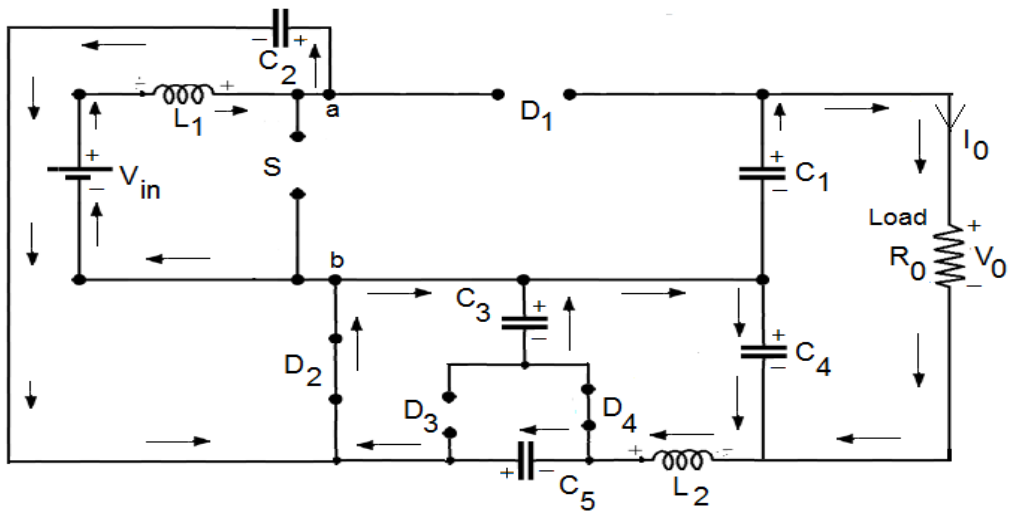 − +
C2
− + a
L1 D1
S
+ I0
+ Vin C1
− −
Load +
R0 V0
b −
C3 +
− + C4
D2 −
D3 D4
+ − + −
C5 L2